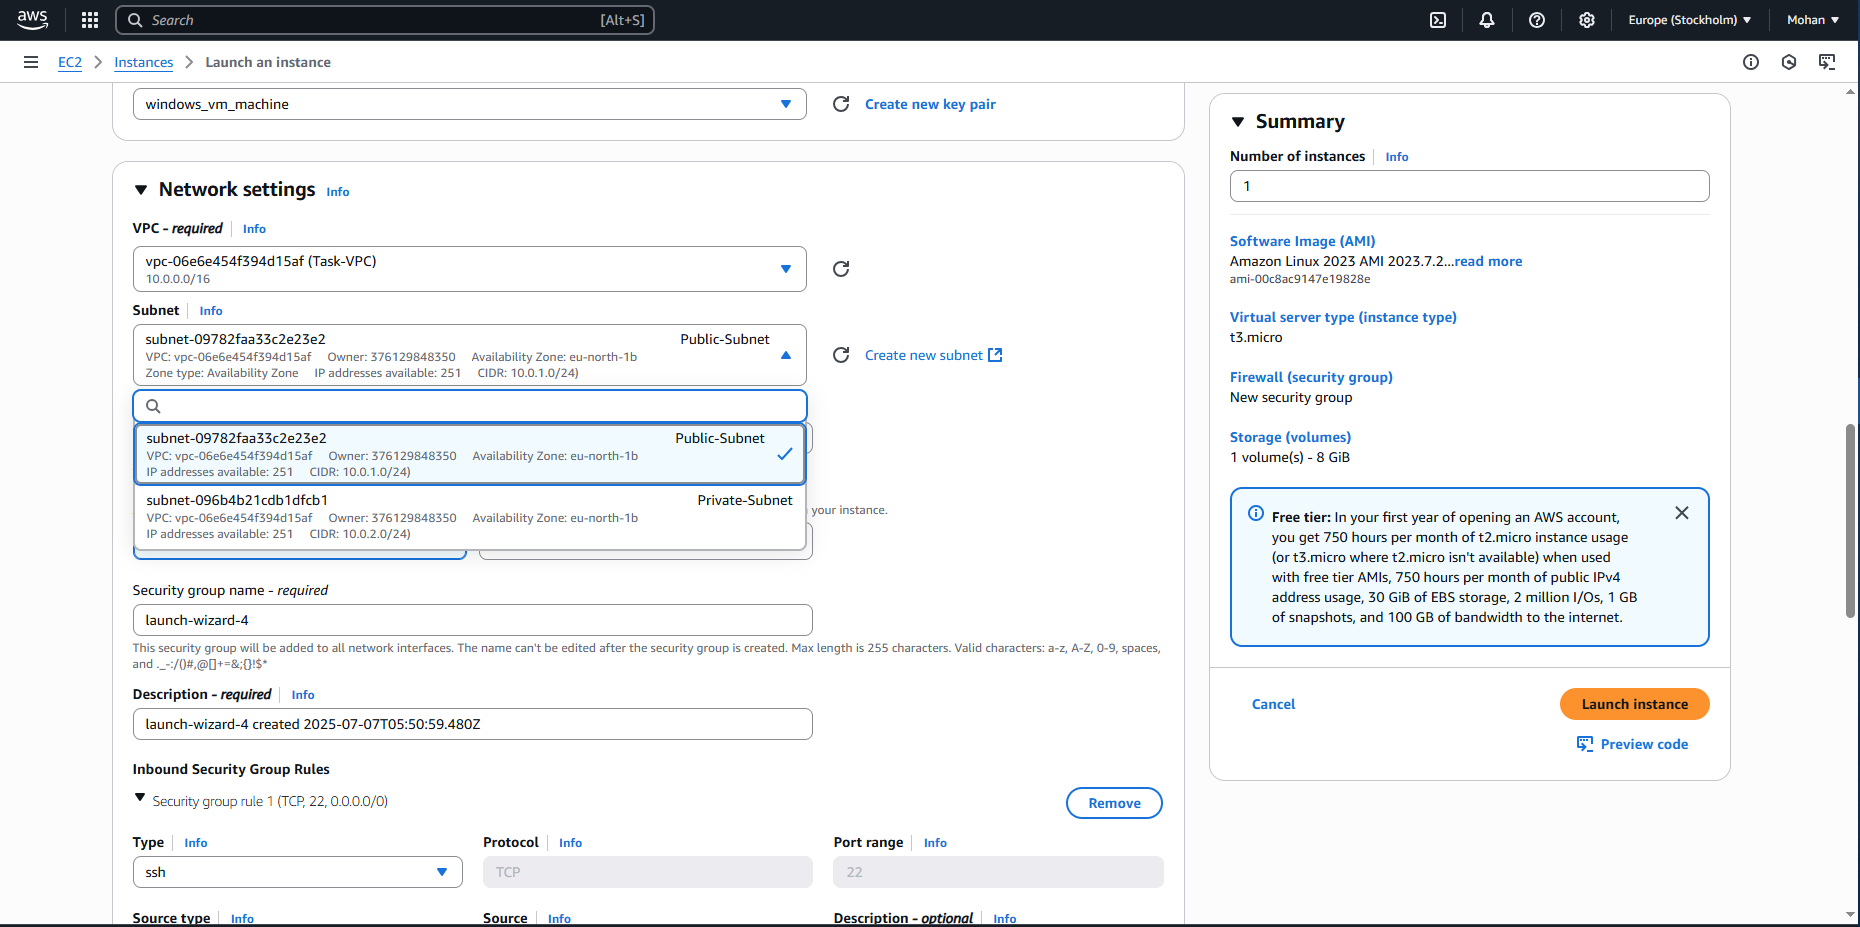 aws
Search [Alt+S]
Europe (Stockholm) Mohan
EC2 Instances Launch an instance
windows_vm_machine
Create new key pair
Network settings Info
VPC - required Info
vpc-06e6e454f394d15af (Task-VPC)
10.0.0.0/16
Subnet Info
subnet-09782faa33c2e23e2 Public-Subnet
VPC: vpc-06e6e454f394d15af Owner: 376129848350 Availability Zone: eu-north-1b
Zone type: Availability Zone IP addresses available: 251 CIDR: 10.0.1.0/24)
Create new subnet
subnet-09782faa33c2e23e2 Public-Subnet
VPC: vpc-06e6e454f394d15af Owner: 376129848350 Availability Zone: eu-north-1b
IP addresses available: 251 CIDR: 10.0.1.0/24)
subnet-096b4b21cdb1dfcb1 Private-Subnet
VPC: vpc-06e6e454f394d15af Owner: 376129848350 Availability Zone: eu-north-1b
IP addresses available: 251 CIDR: 10.0.2.0/24)
your instance.
Security group name - required
launch-wizard-4
This security group will be added to all network interfaces. The name can't be edited after the security group is created. Max length is 255 characters. Valid characters: a-z, A-Z, 0-9, spaces,
and ._-:/()#,@[]+=&;{}!$*
Description - required Info
launch-wizard-4 created 2025-07-07T05:50:59.480Z
Inbound Security Group Rules
Security group rule 1 (TCP, 22, 0.0.0.0/0)
Remove
Type Info
ssh
Protocol Info
TCP
Port range Info
22
Source type Info
Source Info
Description - optional Info
Summary
Number of instances Info
1
Software Image (AMI)
Amazon Linux 2023 AMI 2023.7.2...read more
ami-00c8ac9147e19828e
Virtual server type (instance type)
t3.micro
Firewall (security group)
New security group
Storage (volumes)
1 volume(s) - 8 GiB
Free tier: In your first year of opening an AWS account,
you get 750 hours per month of t2.micro instance usage
(or t3.micro where t2.micro isn't available) when used
with free tier AMIs, 750 hours per month of public IPv4
address usage, 30 GiB of EBS storage, 2 million I/Os, 1 GB
of snapshots, and 100 GB of bandwidth to the internet.
Cancel
Launch instance
Preview code